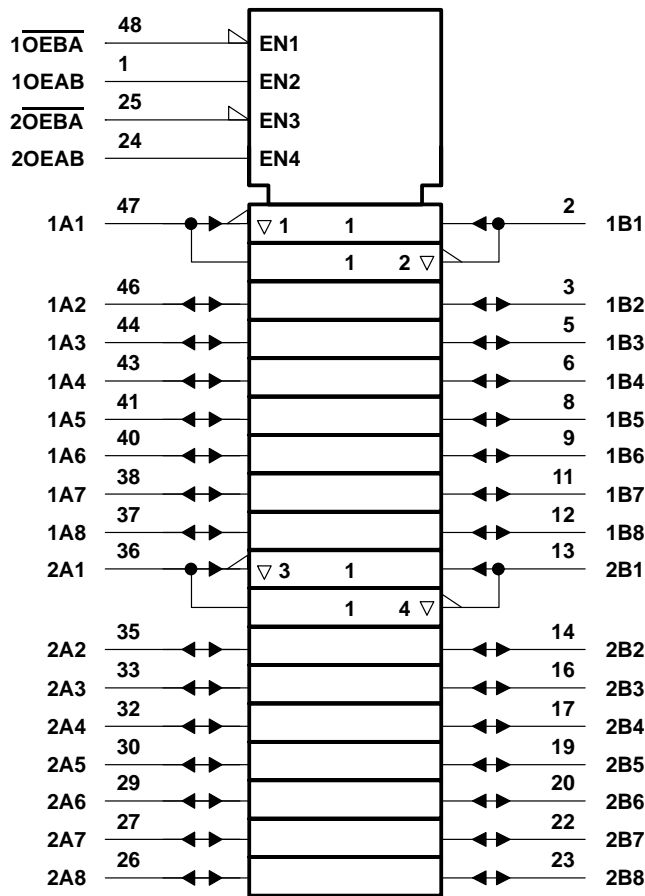 1O̅E̅B̅A̅ 48 EN1
1OEAB 1 EN2
2O̅E̅B̅A̅ 25 EN3
2OEAB 24 EN4
1A1 47 ▽ 1 1 2 1B1
1 2 ▽
1A2 46 3 1B2
1A3 44 5 1B3
1A4 43 6 1B4
1A5 41 8 1B5
1A6 40 9 1B6
1A7 38 11 1B7
1A8 37 12 1B8
2A1 36 ▽ 3 1 13 2B1
1 4 ▽
2A2 35 14 2B2
2A3 33 16 2B3
2A4 32 17 2B4
2A5 30 19 2B5
2A6 29 20 2B6
2A7 27 22 2B7
2A8 26 23 2B8